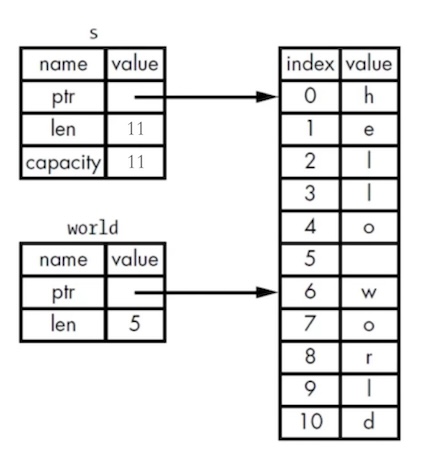 s
name value
ptr
len 11
capacity 11
world
name value
ptr
len 5
index value
0 h
1 e
2 l
3 l
4 o
5
6 w
7 o
8 r
9 l
10 d